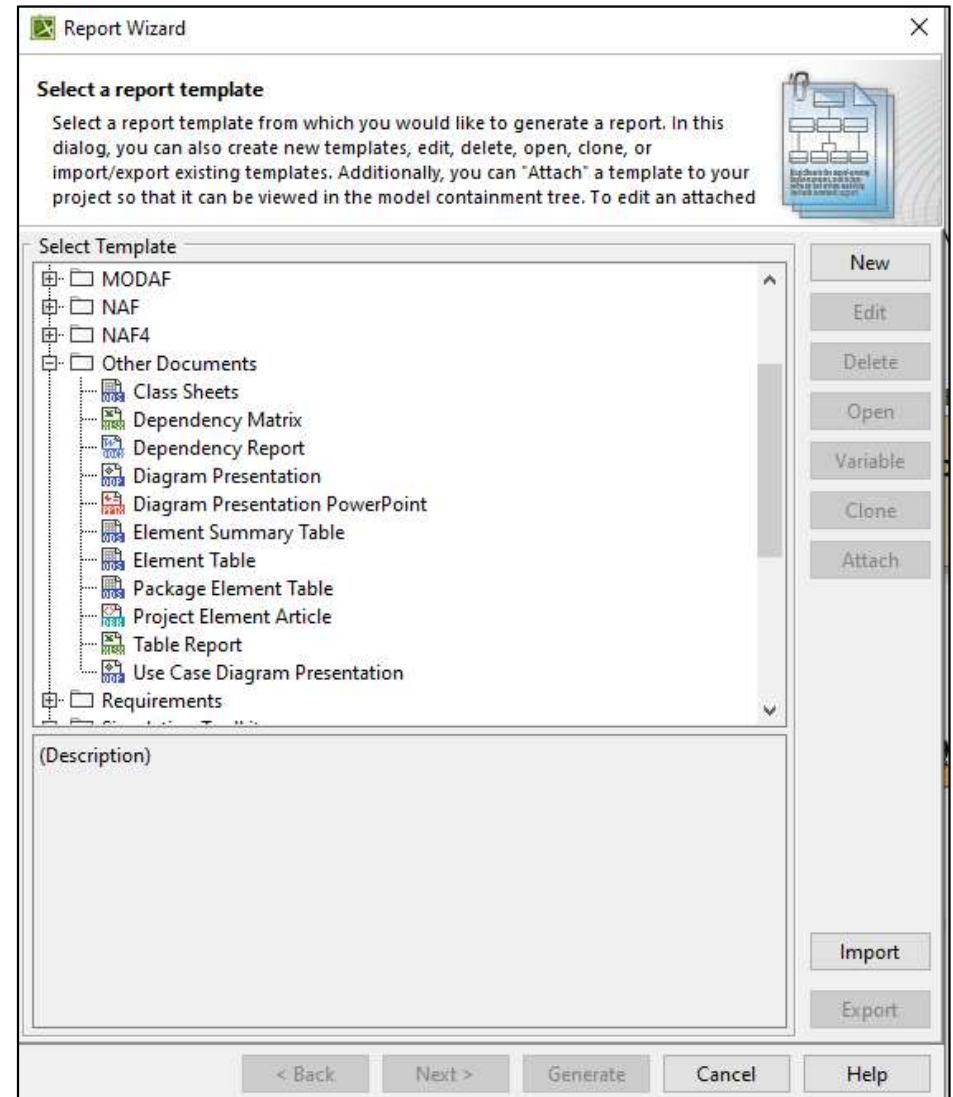 Report Wizard
Select a report template
Select a report template from which you would like to generate a report. In this
dialog, you can also create new templates, edit, delete, open, clone, or
import/export existing templates. Additionally, you can "Attach" a template to your
project so that it can be viewed in the model containment tree. To edit an attached
Select Template
MODAF
NAF
NAF4
Other Documents
Class Sheets
Dependency Matrix
Dependency Report
Diagram Presentation
Diagram Presentation PowerPoint
Element Summary Table
Element Table
Package Element Table
Project Element Article
Table Report
Use Case Diagram Presentation
Requirements
(Description)
New
Edit
Delete
Open
Variable
Clone
Attach
Import
Export
< Back
Next >
Generate
Cancel
Help